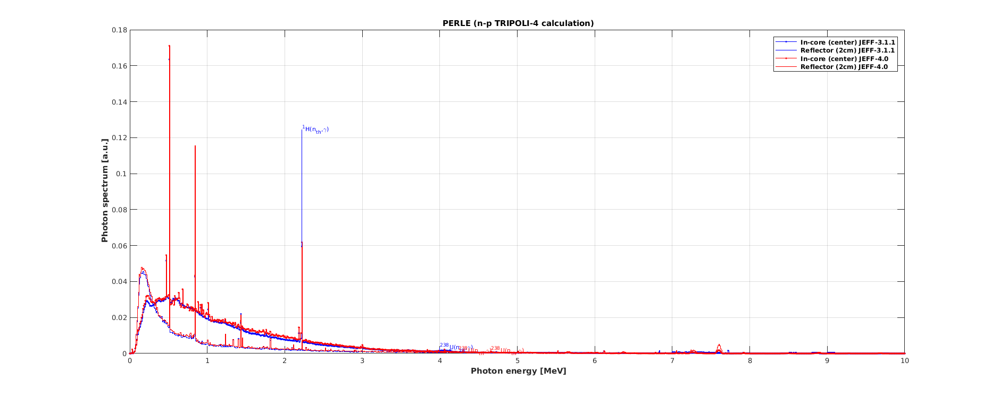 PERLE (n-p TRIPOLI-4 calculation)
In-core (center) JEFF-3.1.1
Reflector (2cm) JEFF-3.1.1
In-core (center) JEFF-4.0
Reflector (2cm) JEFF-4.0
Photon spectrum [a.u.]
0.18
0.16
0.14
0.12
0.1
0.08
0.06
0.04
0.02
0
¹H(n_th,γ)
²³⁸U(n
²³⁸U(n
0 1 2 3 4 5 6 7 8 9 10
Photon energy [MeV]